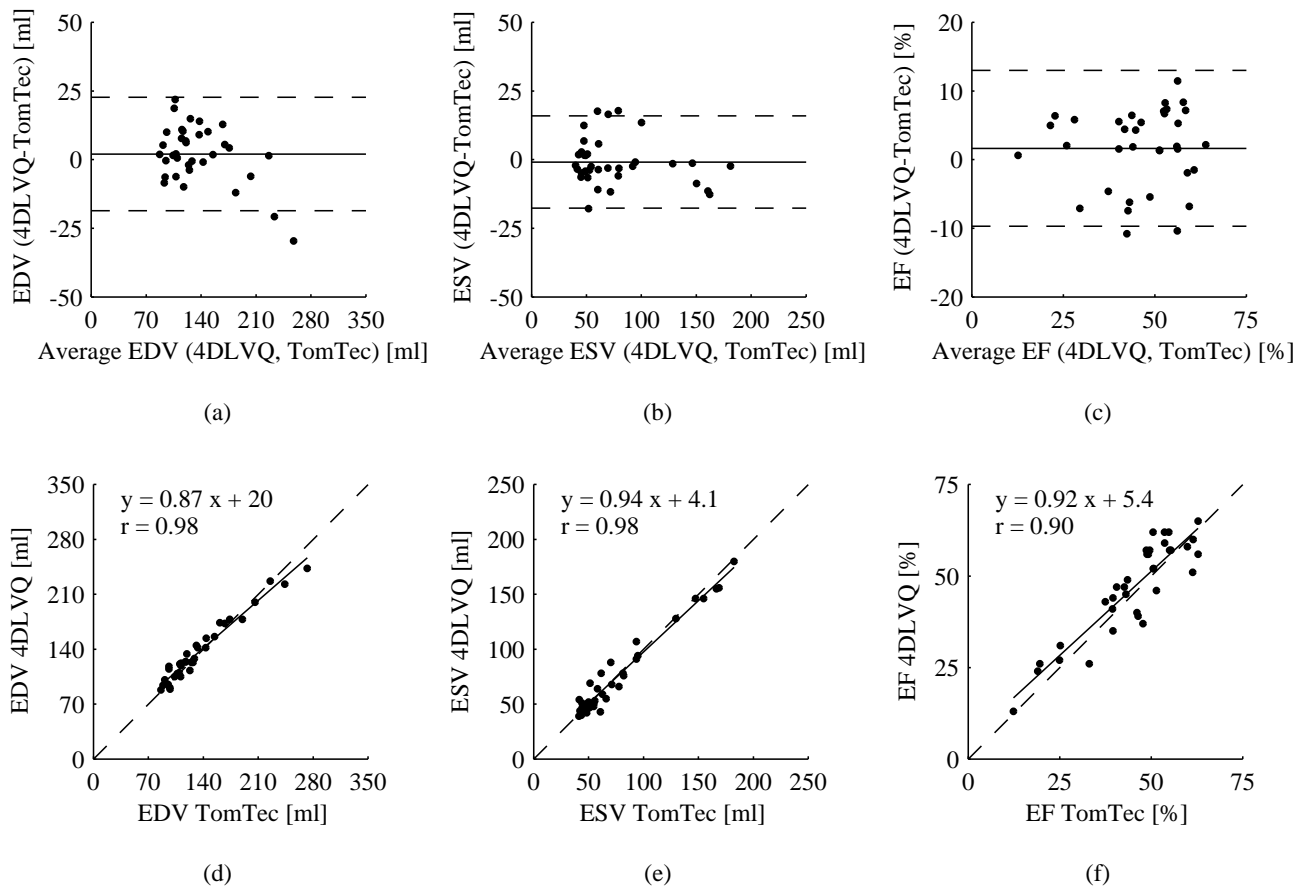 50
25
0
-25
-50
EDV (4DLVQ-TomTec) [ml]
0 70 140 210 350
Average EDV (4DLVQ, TomTec) [ml]
(a)
50
25
0
-25
-50
ESV (4DLVQ-TomTec) [ml]
0 50 100 150 200 250
Average ESV (4DLVQ, TomTec) [ml]
(b)
20
10
0
-10
-20
EF (4DLVQ-TomTec) [%]
0 25 50 75
Average EF (4DLVQ, TomTec) [%]
(c)
350
280
210
140
70
0
EDV 4DLVQ [ml]
y = 0.87 x + 20
r = 0.98
0 70 140 210 280 350
EDV TomTec [ml]
(d)
250
200
150
100
50
0
ESV 4DLVQ [ml]
y = 0.94 x + 4.1
r = 0.98
0 50 100 150 200 250
ESV TomTec [ml]
(e)
75
50
25
0
EF 4DLVQ [%]
y = 0.92 x + 5.4
r = 0.90
0 25 50 75
EF TomTec [%]
(f)